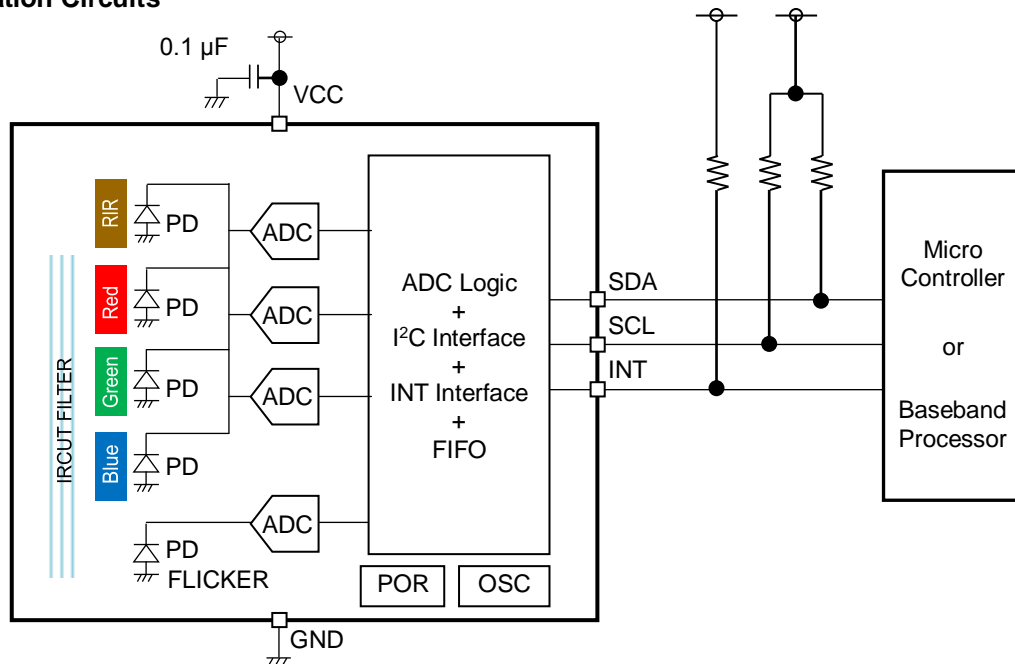 ation Circuits
0.1 µF
VCC
RIR
PD
ADC
Red
PD
ADC
Green
PD
ADC
Blue
PD
IRCUT FILTER
ADC
PD
FLICKER
ADC Logic
+
I²C Interface
+
INT Interface
+
FIFO
POR
OSC
GND
SDA
SCL
INT
Micro
Controller
or
Baseband
Processor